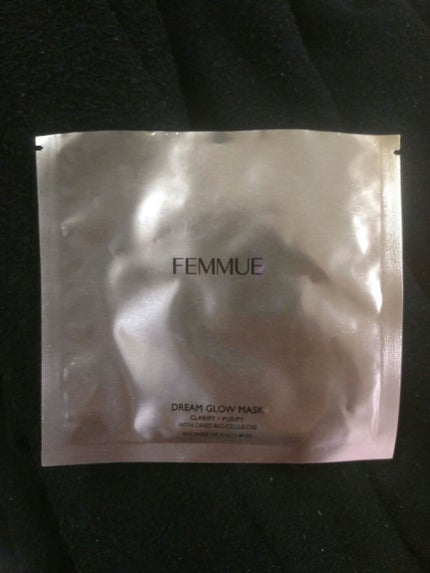 FEMMUE
DREAM GLOW MASK
CLARIFY + PURIFY
WITH DRIED BIO-CELLULOSE